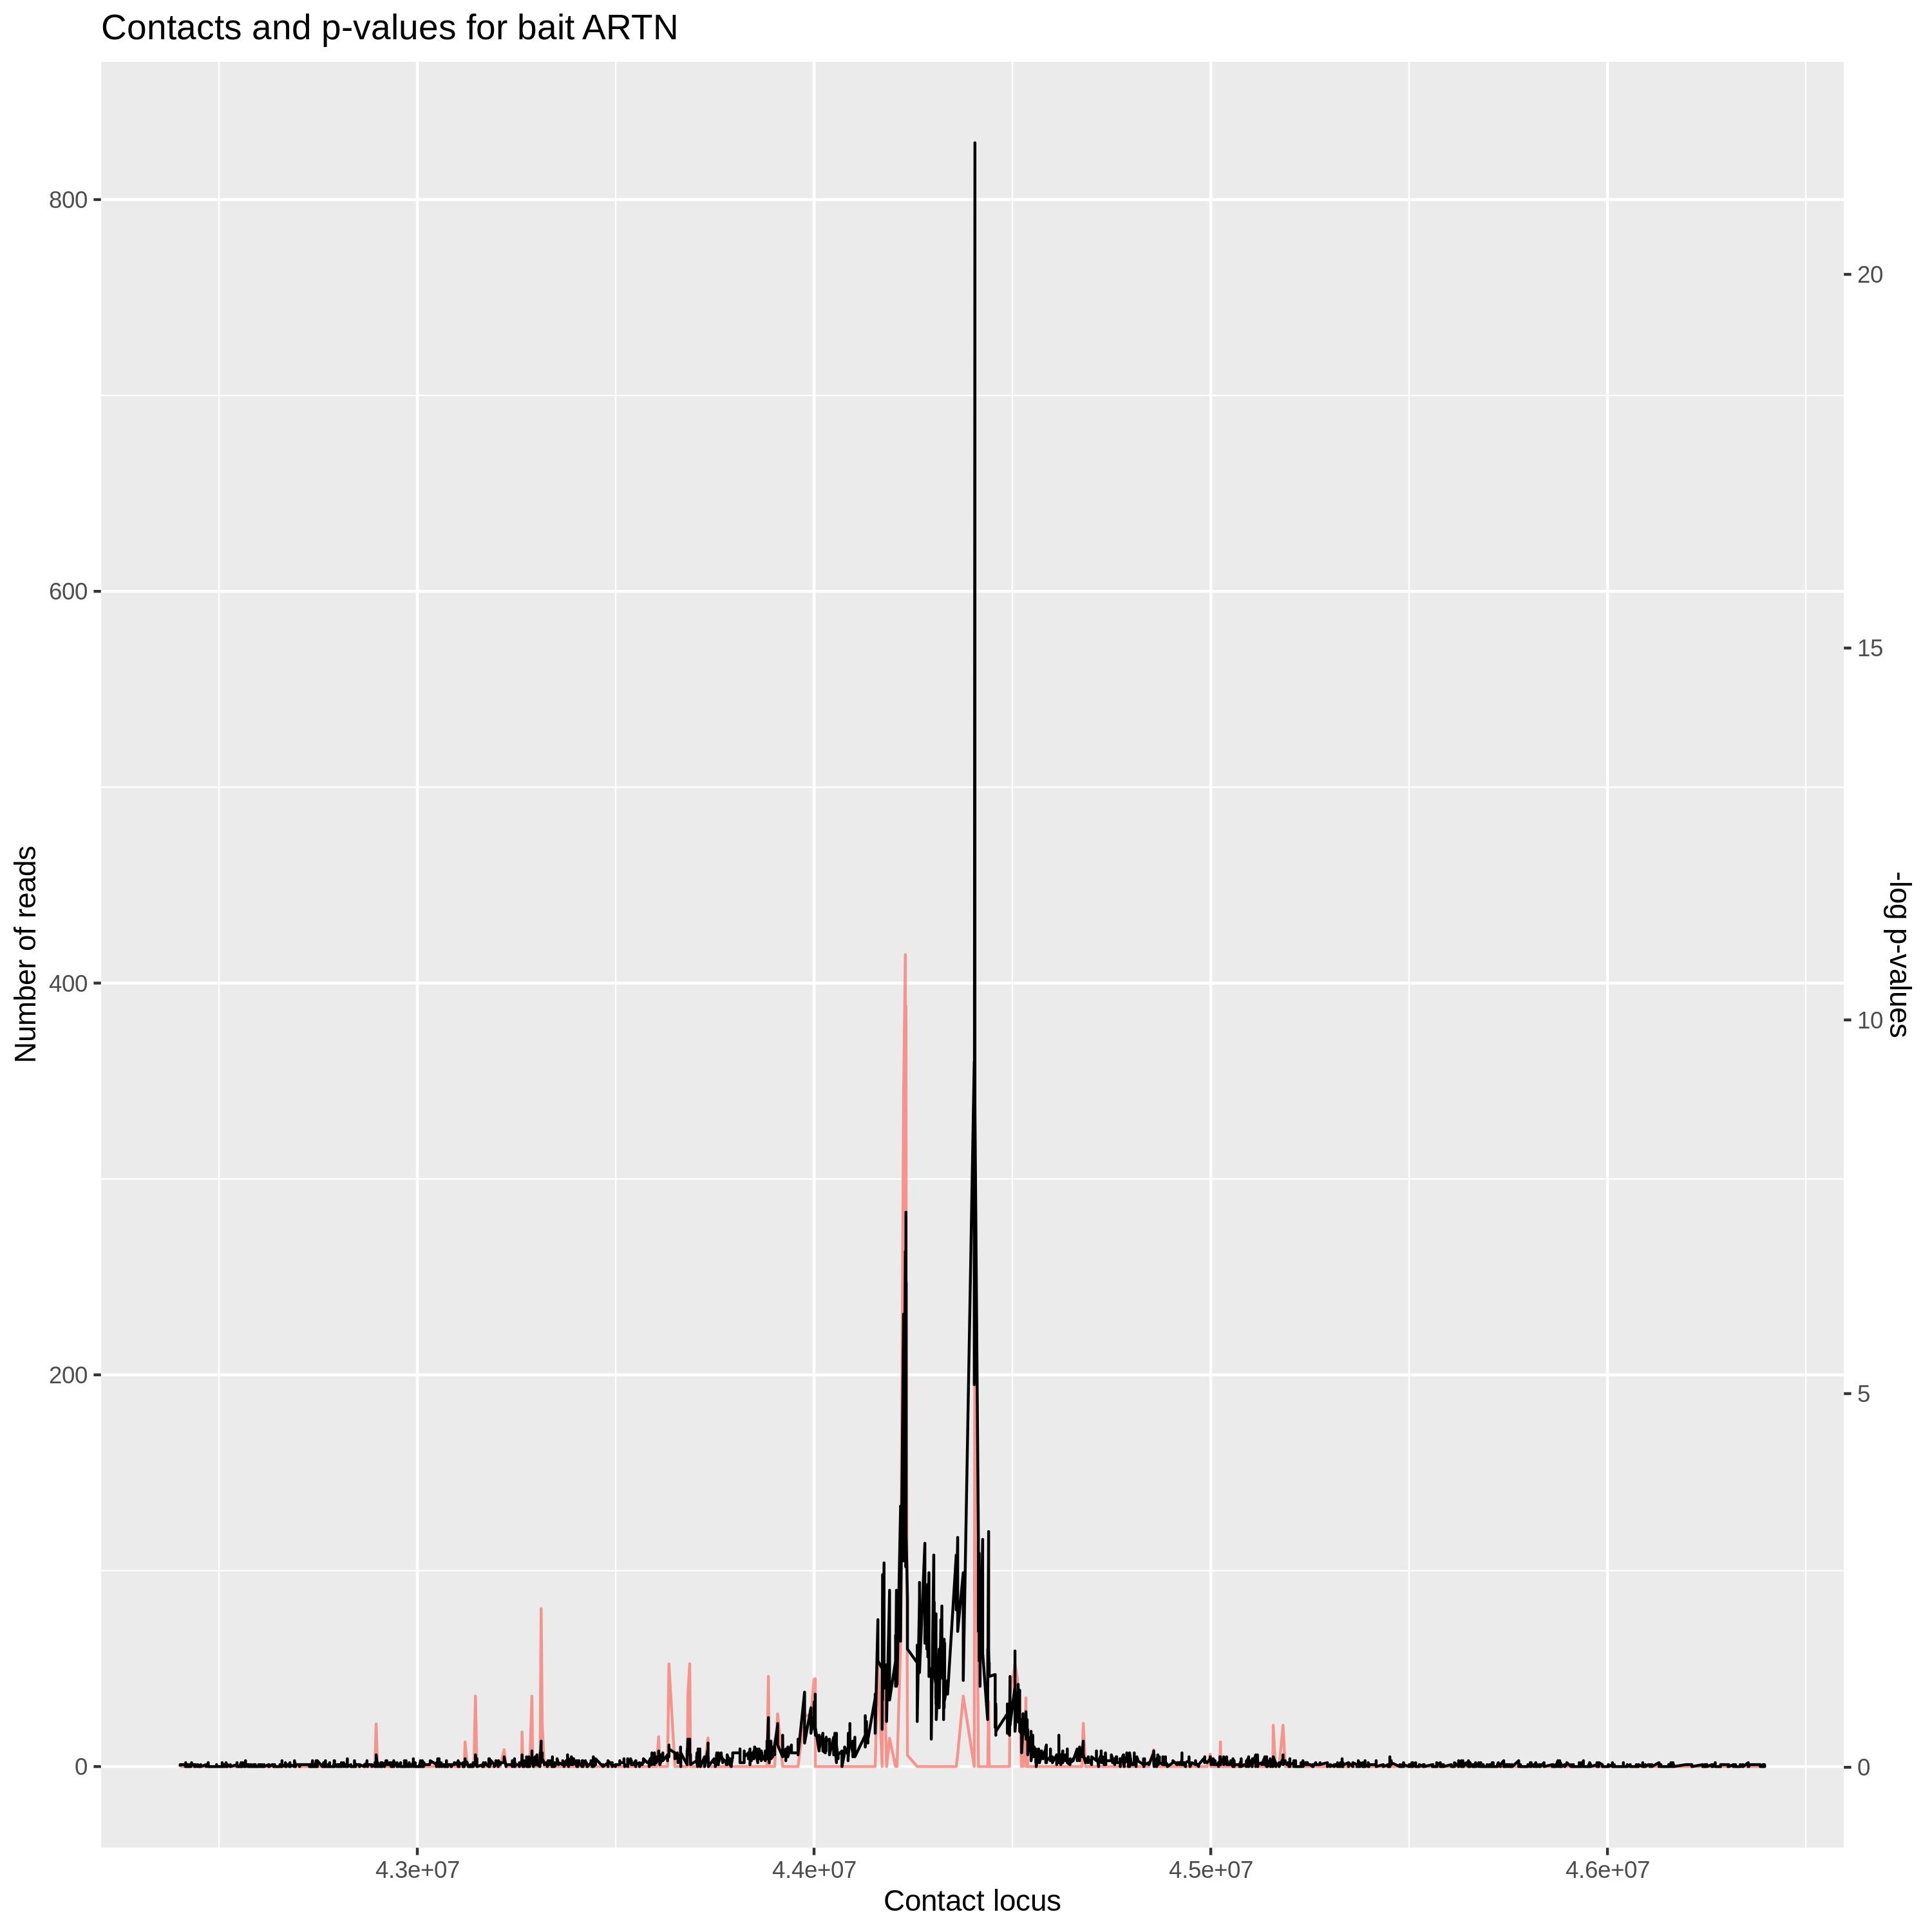 Contacts and p-values for bait ARTN
800
600
400
200
0
Number of reads
20
15
10
5
0
-log p-values
4.3e+07
4.4e+07
4.5e+07
4.6e+07
Contact locus